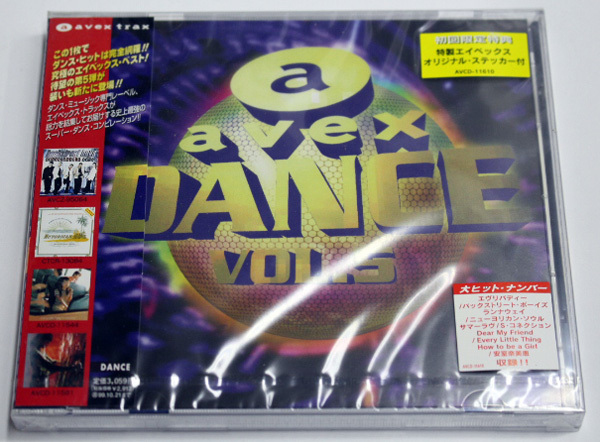 a avex trax
この1枚で
ダンス・ヒットは完全網羅!!
究極のエイベックス・ベスト!
待望の第5弾が
装いも新たに登場!!
ダンス・ミュージック専門レーベル、
エイベックス・トラックスが
総力を結集してお届けする史上最強の
スーパー・ダンス・コンピレーション!!
AVCD-11544
初回限定特典
特製エイベックス
オリジナル・ステッカー付
AVCD-11610
a
avex
DANCE
VOL.5
大ヒット・ナンバー
エヴリバディー
/バックストリート・ボーイズ
ランナウェイ
/ニューヨリカン・ソウル
サマーラヴ/S・コネクション
Dear My Friend
/Every Little Thing
How to be a Girl
/安室奈美恵
収録!!
DANCE
定価3,059